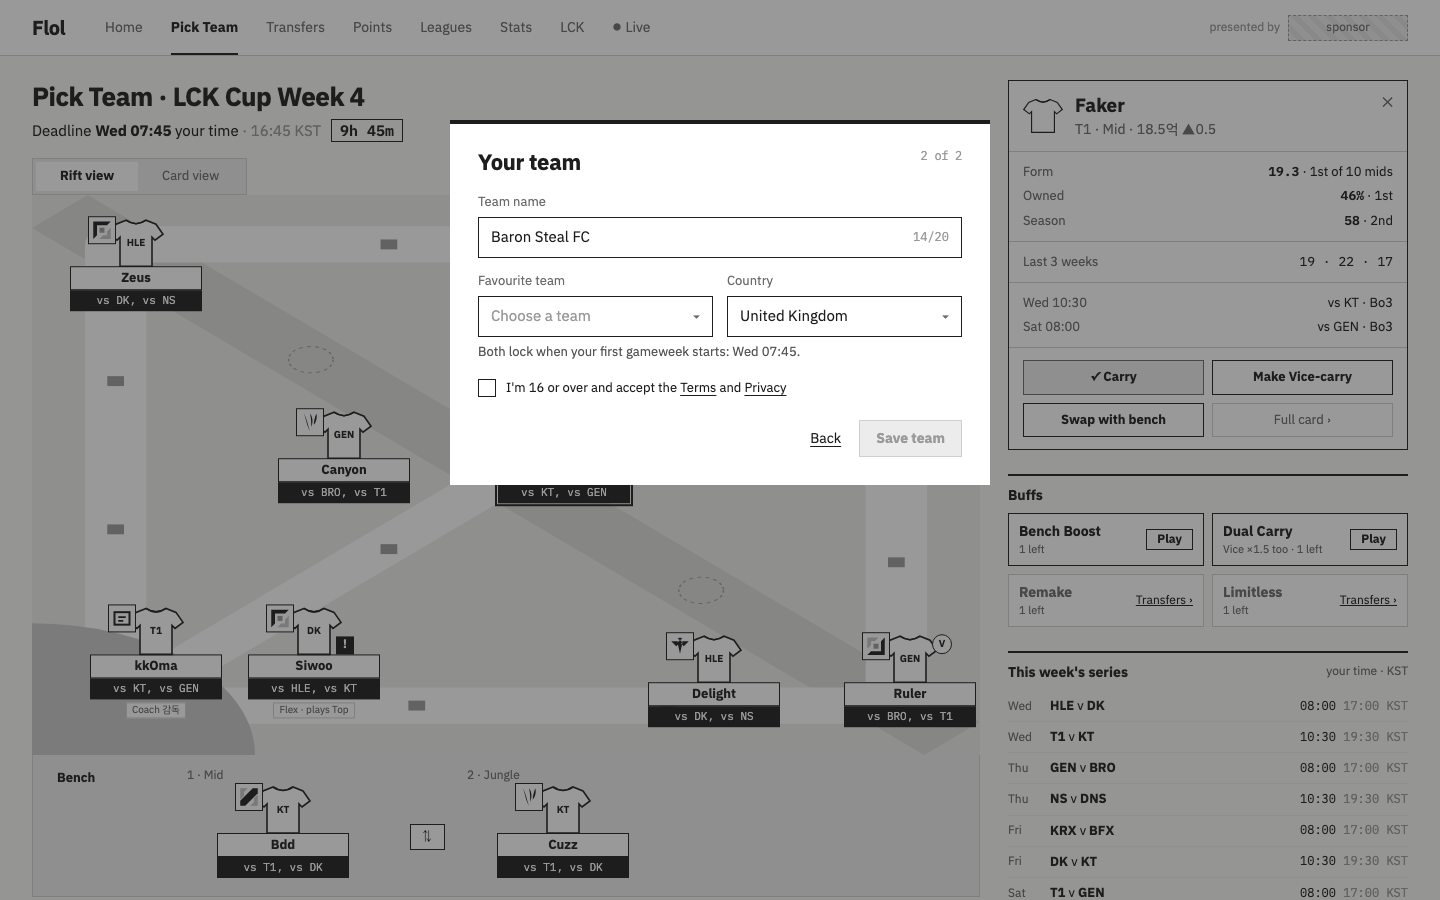 Flol Home Pick Team Transfers Points Leagues Stats LCK Live presented by sponsor
Pick Team · LCK Cup Week 4
Deadline Wed 07:45 your time · 16:45 KST 9h 45m
Rift view Card view
HLE
Zeus
vs DK, vs NS
GEN
Canyon
vs BRO, vs T1
vs KT, vs GEN
T1
kkOma
vs KT, vs GEN
Coach 감독
DK
!
Siwoo
vs HLE, vs KT
Flex · plays Top
HLE
Delight
vs DK, vs NS
GEN
V
Ruler
vs BRO, vs T1
Bench
1 · Mid
KT
Bdd
vs T1, vs DK
⇅
2 · Jungle
KT
Cuzz
vs T1, vs DK
Your team 2 of 2
Team name
Baron Steal FC 14/20
Favourite team Country
Choose a team United Kingdom
Both lock when your first gameweek starts: Wed 07:45.
I'm 16 or over and accept the Terms and Privacy
Back Save team
Faker
T1 · Mid · 18.5억 ▲0.5
Form 19.3 · 1st of 10 mids
Owned 46% · 1st
Season 58 · 2nd
Last 3 weeks 19 · 22 · 17
Wed 10:30 vs KT · Bo3
Sat 08:00 vs GEN · Bo3
✓ Carry Make Vice-carry
Swap with bench Full card ›
Buffs
Bench Boost
1 left
Play
Dual Carry
Vice ×1.5 too · 1 left
Play
Remake
1 left
Transfers ›
Limitless
1 left
Transfers ›
This week's series your time · KST
Wed HLE v DK 08:00 17:00 KST
Wed T1 v KT 10:30 19:30 KST
Thu GEN v BRO 08:00 17:00 KST
Thu NS v DNS 10:30 19:30 KST
Fri KRX v BFX 08:00 17:00 KST
Fri DK v KT 10:30 19:30 KST
Sat T1 v GEN 08:00 17:00 KST